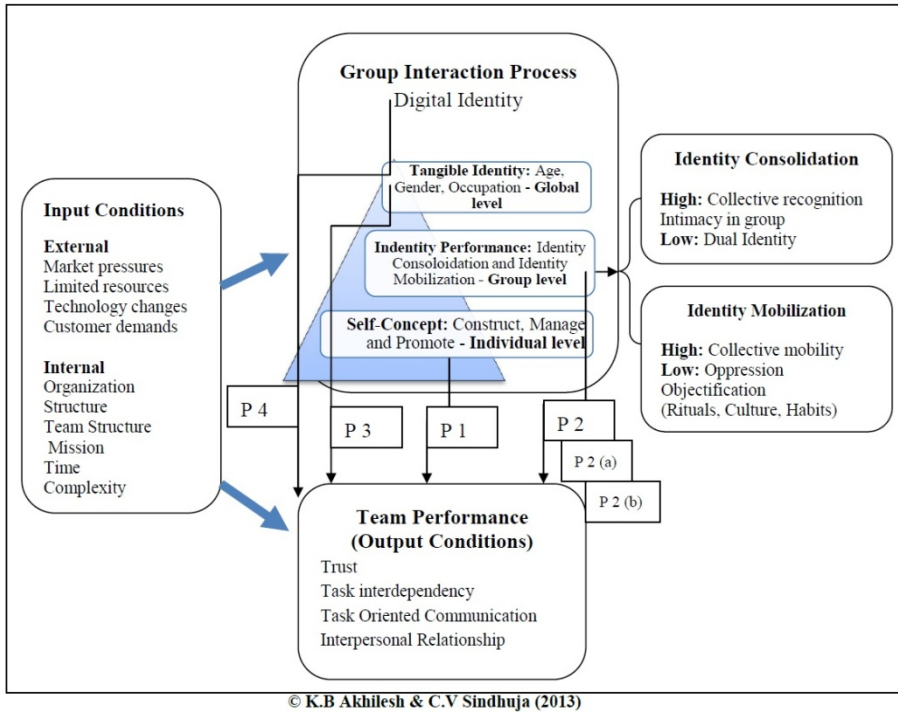 Group Interaction Process
Digital Identity
Tangible Identity: Age,
Gender, Occupation - Global
level
Indentity Performance: Identity
Consoloidation and Identity
Mobilization - Group level
Self-Concept: Construct, Manage
and Promote - Individual level
Input Conditions
External
Market pressures
Limited resources
Technology changes
Customer demands
Internal
Organization
Structure
Team Structure
Mission
Time
Complexity
Identity Consolidation
High: Collective recognition
Intimacy in group
Low: Dual Identity
Identity Mobilization
High: Collective mobility
Low: Oppression
Objectification
(Rituals, Culture, Habits)
P 4
P 3
P 1
P 2
P 2 (a)
P 2 (b)
Team Performance
(Output Conditions)
Trust
Task interdependency
Task Oriented Communication
Interpersonal Relationship
© K.B Akhilesh & C.V Sindhuja (2013)